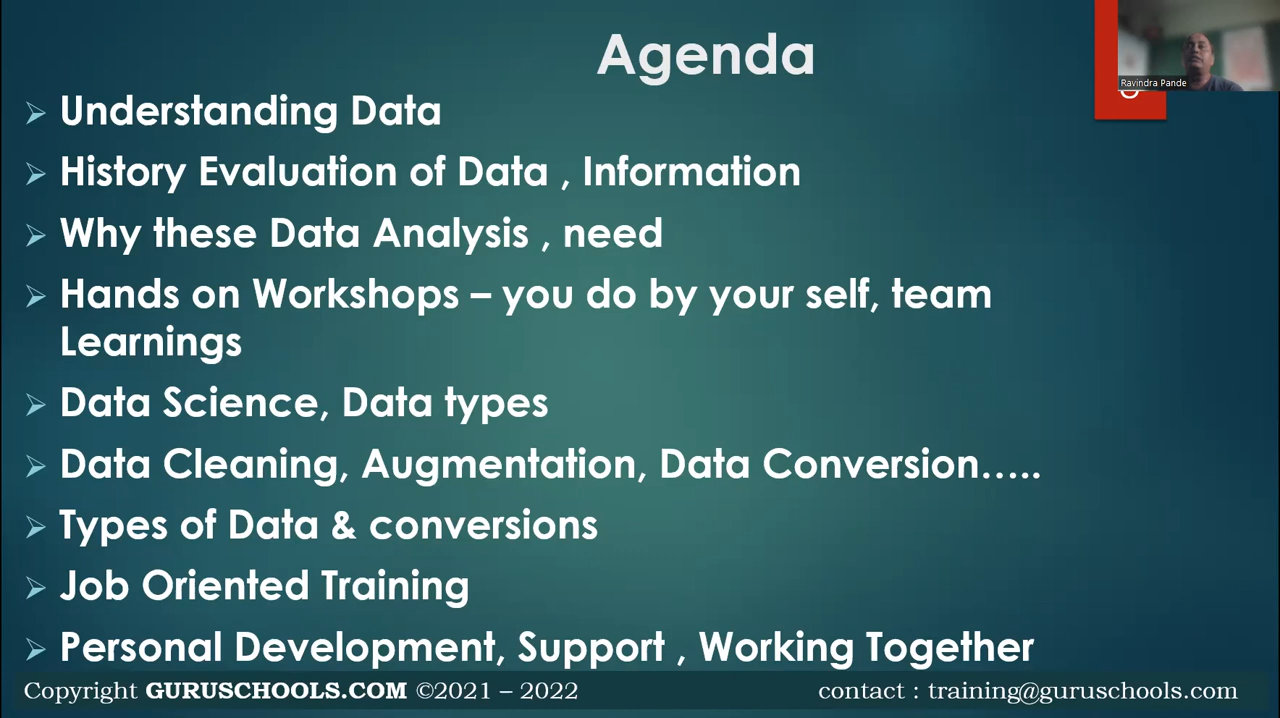 Agenda
Ravindra Pande
➢ Understanding Data
➢ History Evaluation of Data , Information
➢ Why these Data Analysis , need
➢ Hands on Workshops – you do by your self, team
Learnings
➢ Data Science, Data types
➢ Data Cleaning, Augmentation, Data Conversion…..
➢ Types of Data & conversions
➢ Job Oriented Training
➢ Personal Development, Support , Working Together
Copyright GURUSCHOOLS.COM ©2021 – 2022
contact : training@guruschools.com